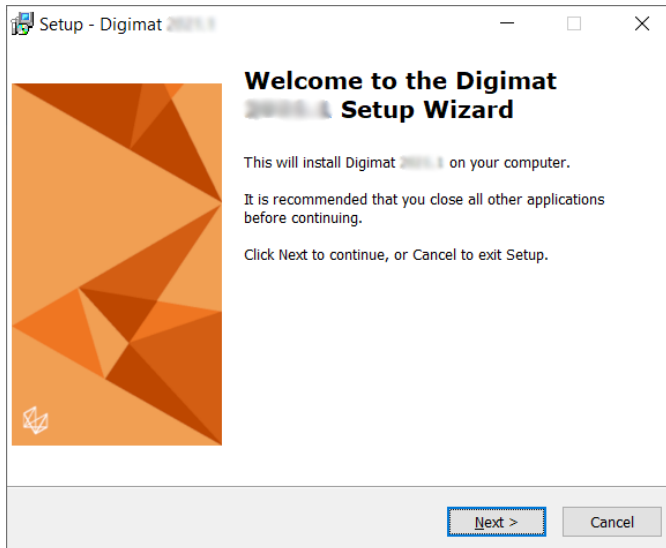 Setup - Digimat
Welcome to the Digimat
Setup Wizard
This will install Digimat on your computer.
It is recommended that you close all other applications
before continuing.
Click Next to continue, or Cancel to exit Setup.
Next >
Cancel